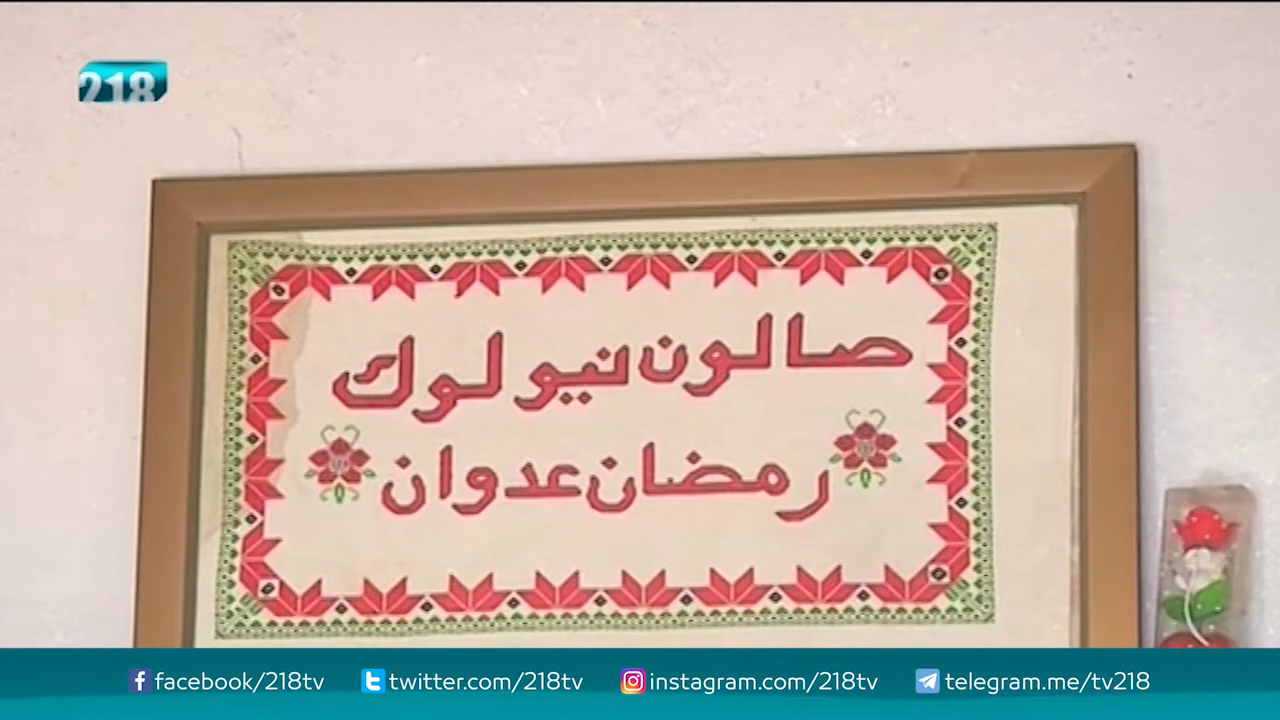 218
صالون نيو لوك
رمضان عدوان
facebook/218tv twitter.com/218tv instagram.com/218tv telegram.me/tv218